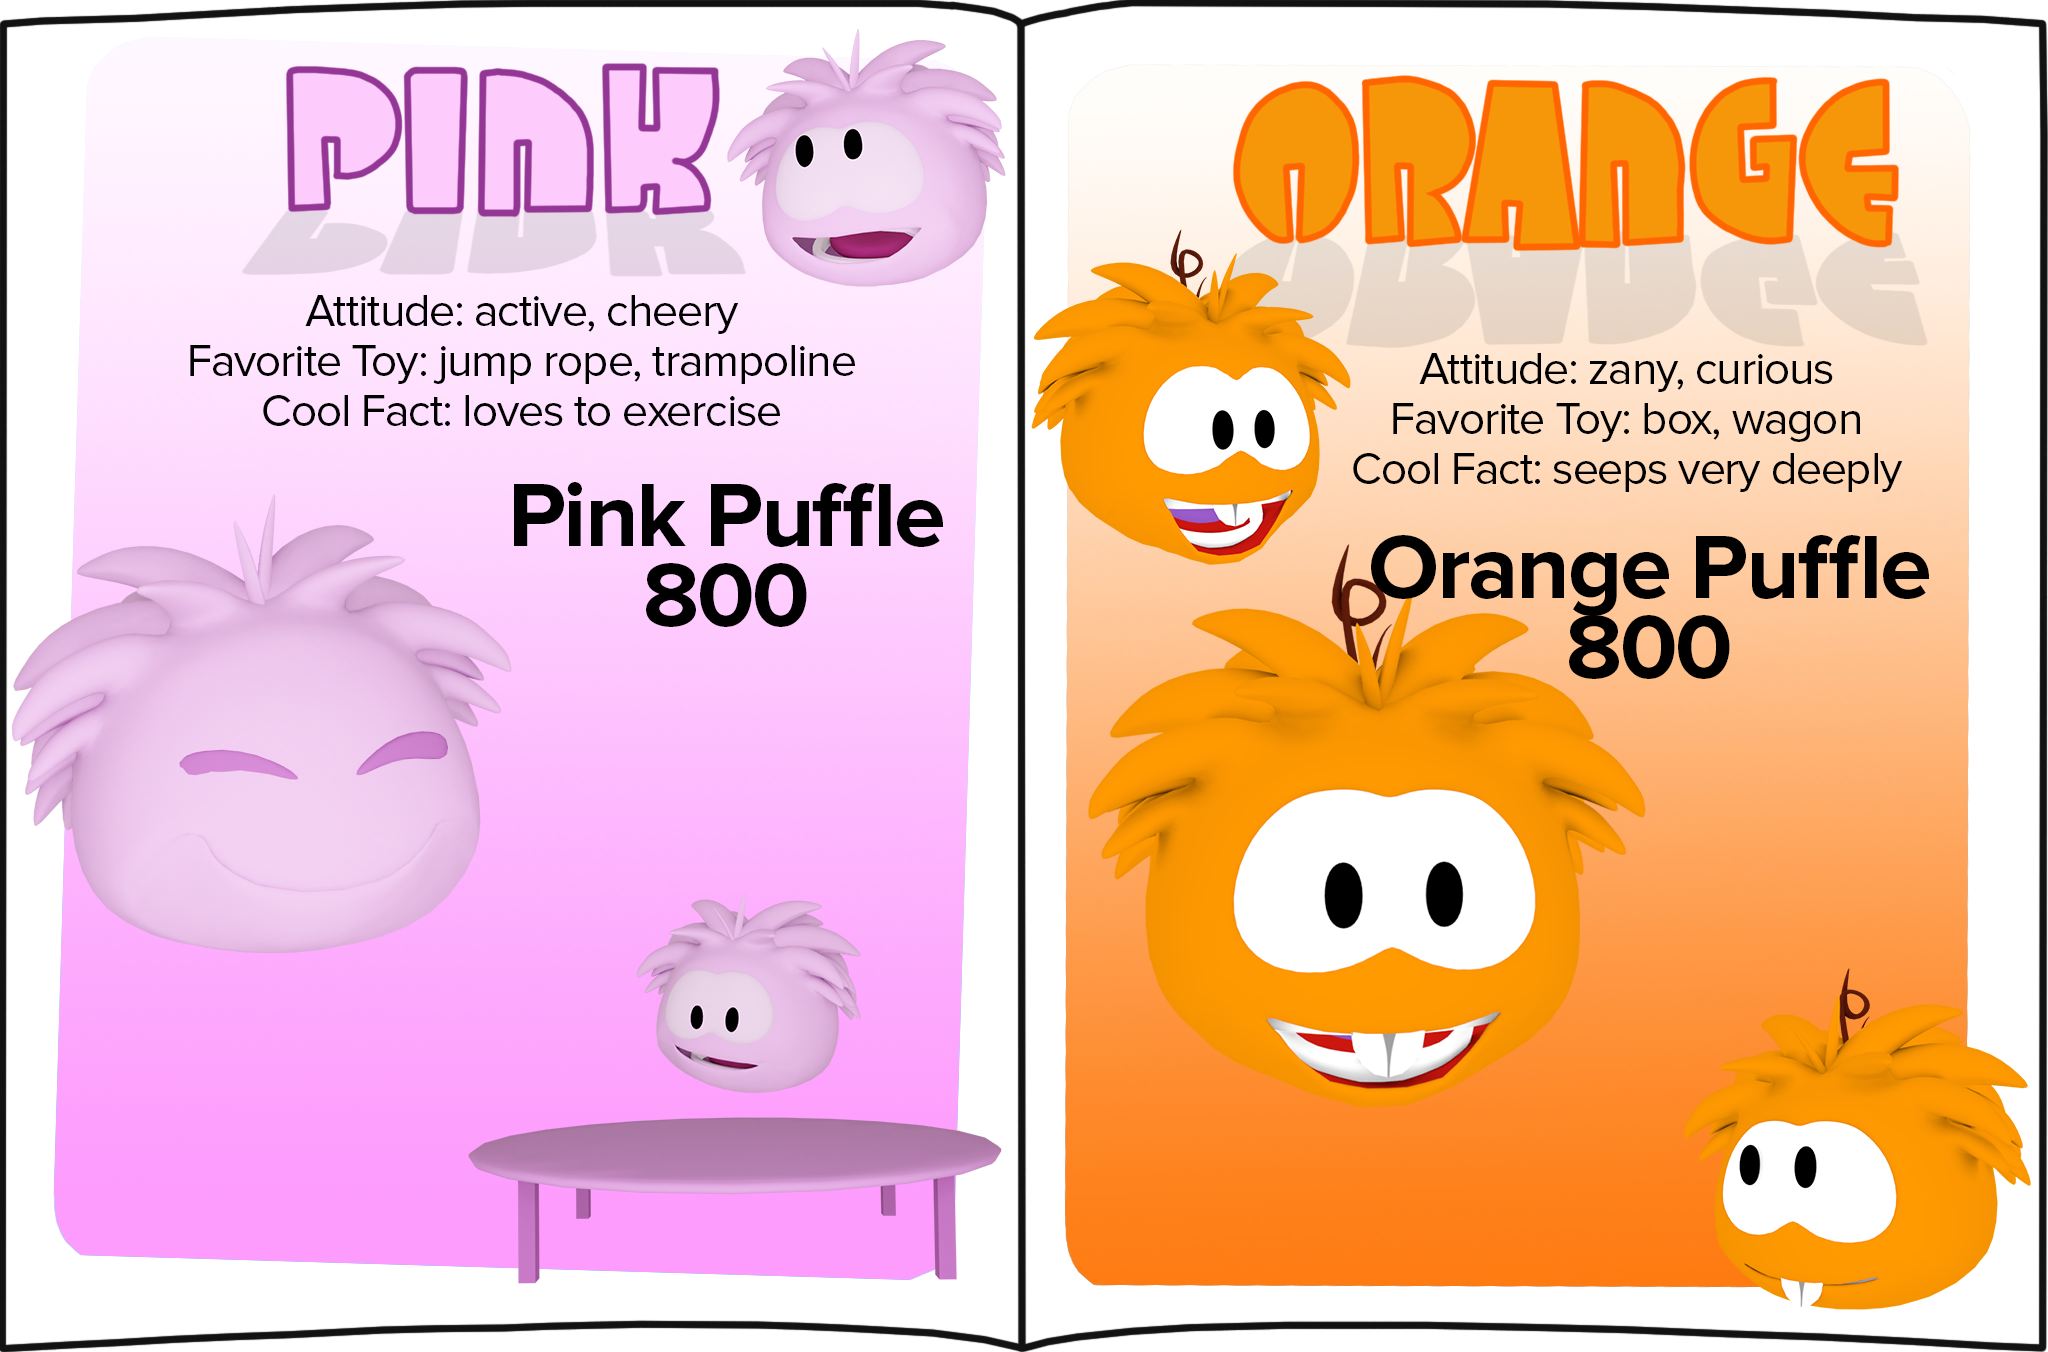 PINK
Attitude: active, cheery
Favorite Toy: jump rope, trampoline
Cool Fact: loves to exercise
Pink Puffle
800
ORANGE
Attitude: zany, curious
Favorite Toy: box, wagon
Cool Fact: seeps very deeply
Orange Puffle
800